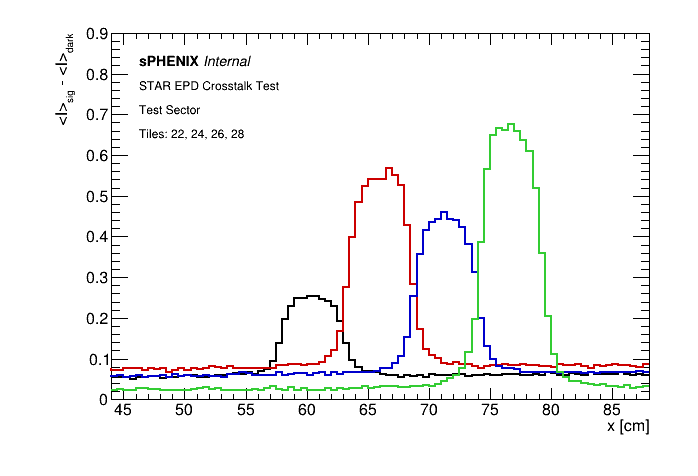 <I>sig - <I>dark
0.9
0.8
0.7
0.6
0.5
0.4
0.3
0.2
0.1
0
sPHENIX Internal
STAR EPD Crosstalk Test
Test Sector
Tiles: 22, 24, 26, 28
45 50 55 60 65 70 75 80 85
x [cm]